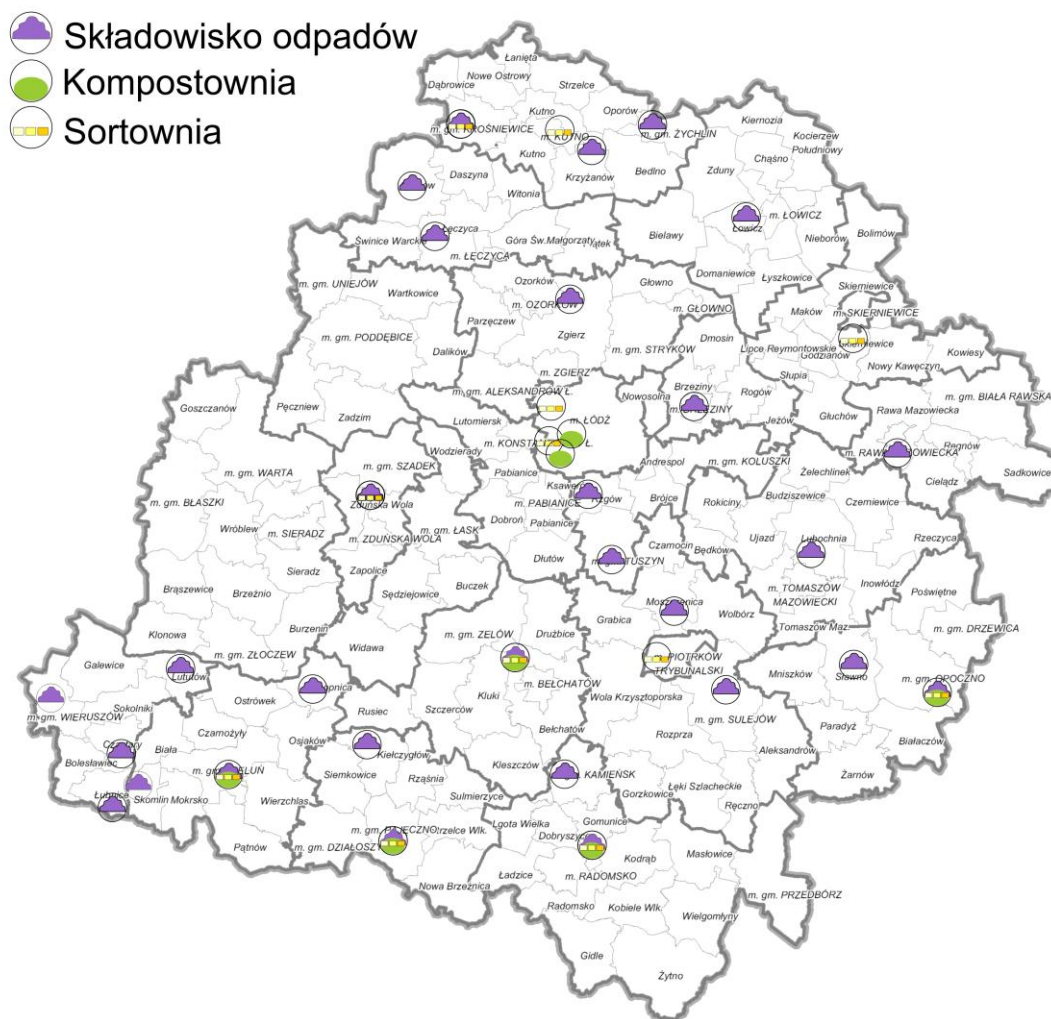 Składowisko odpadów
Kompostownia
Sortownia
Łanięta
Nowe Ostrowy
Dąbrowice
Strzelce
Kutno
Oporów
m. gm. KROŚNIEWICE
m. KUTNO
m. gm. ŻYCHLIN
Kutno
Krzyżanów
Bedlno
Kiernozia
Kocierzew
Południowy
Chąśno
Zduny
Daszyna
Witonia
m. ŁOWICZ
Łowicz
Bielawy
Nieborów
Bolimów
Łęczyca
Świnice Warckie
Góra Św.Małgorzaty
m. ŁĘCZYCA
Domaniewice
Łyszkowice
Skierniewice
m. gm. UNIEJÓW
Wartkowice
Ozorków
m. OZORKÓW
Głowno
m. GŁOWNO
Maków
m. SKIERNIEWICE
Parzęczew
Zgierz
Dmosin
m. gm. PODDĘBICE
Dalików
m. gm. STRYKÓW
Lipce Reymontowskie
Godzianów
Kowiesy
Nowy Kawęczyn
Słupia
m. ZGIERZ
m. gm. ALEKSANDRÓW Ł.
Nowosolna
Brzeziny
Rogów
Jeżów
Głuchów
m. gm. BIAŁA RAWSKA
Rawa Mazowiecka
Goszczanów
Pęczniew
Zadzim
Lutomiersk
m. ŁÓDŹ
Wodzierady
Andrespol
m. gm. KOLUSZKI
Regnów
Sadkowice
Cielądz
Żelechlinek
m. gm. WARTA
m. gm. SZADEK
Pabianice
m. gm. BŁASZKI
Zduńska Wola
m. PABIANICE
Brójce
Rokiciny
Budziszewice
Czerniewice
Wróblew
m. SIERADZ
m. ZDUŃSKA WOLA
m. gm. ŁASK
Dobroń
Pabianice
Dłutów
Czarnocin
Będków
Ujazd
Lubochnia
Rzeczyca
Sieradz
Zapolice
Buczek
Sędziejowice
Inowłódz
m. TOMASZÓW
MAZOWIECKI
Poświętne
Brąszewice
Brzeźnio
Moszczenica
Grabica
Wolbórz
Tomaszów Maz.
m. gm. DRZEWICA
Klonowa
Burzenin
m. gm. ZŁOCZEW
Widawa
m. gm. ZELÓW
Drużbice
m. PIOTRKÓW
TRYBUNALSKI
Mniszków
Sławno
m. gm. OPOCZNO
Galewice
Lututów
Ostrówek
Kluki
m. BEŁCHATÓW
Wola Krzysztoporska
m. gm. SULEJÓW
Sokolniki
m. gm. WIERUSZÓW
Rusiec
Szczerców
Bełchatów
Rozprza
Paradyż
Białaczów
Czarnożyły
Osjaków
Kiełczygłów
Aleksandrów
Bolesławiec
Biała
Kleszczów
Żarnów
Siemkowice
Rząśnia
Sulmierzyce
Gorzkowice
Łęki Szlacheckie
Ręczno
Łubnice
Skomlin
Mokrsko
Wierzchlas
Lgota Wielka
Gomunice
Dobryszyce
Kodrąb
Masłowice
Pątnów
m. gm. PAJĘCZNO
Ładzice
m. RADOMSKO
m. gm. PRZEDBÓRZ
Nowa Brzeźnica
Radomsko
Kobiele Wlk.
Wielgomłyny
Gidle
Żytno